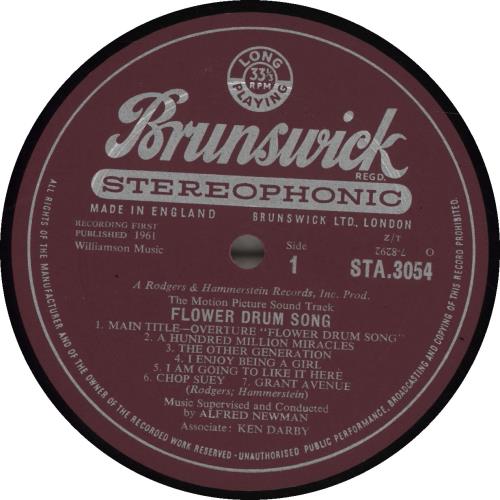 LONG
33 1/3
RPM
PLAYING
Brunswick
REGD.
STEREOPHONIC
MADE IN ENGLAND BRUNSWICK LTD. LONDON
RECORDING FIRST
PUBLISHED 1961
Williamson Music
Side
1
Z/T
O 7-8292
STA.3054
A Rodgers & Hammerstein Records, Inc. Prod.
The Motion Picture Sound Track
FLOWER DRUM SONG
1. MAIN TITLE—OVERTURE "FLOWER DRUM SONG"
2. A HUNDRED MILLION MIRACLES
3. THE OTHER GENERATION
4. I ENJOY BEING A GIRL
5. I AM GOING TO LIKE IT HERE
6. CHOP SUEY 7. GRANT AVENUE
(Rodgers; Hammerstein)
Music Supervised and Conducted
by ALFRED NEWMAN
Associate: KEN DARBY
ALL RIGHTS OF THE MANUFACTURER AND OF THE OWNER OF THE RECORDED WORK RESERVED–UNAUTHORISED PUBLIC PERFORMANCE, BROADCASTING AND COPYING OF THIS RECORD PROHIBITED.